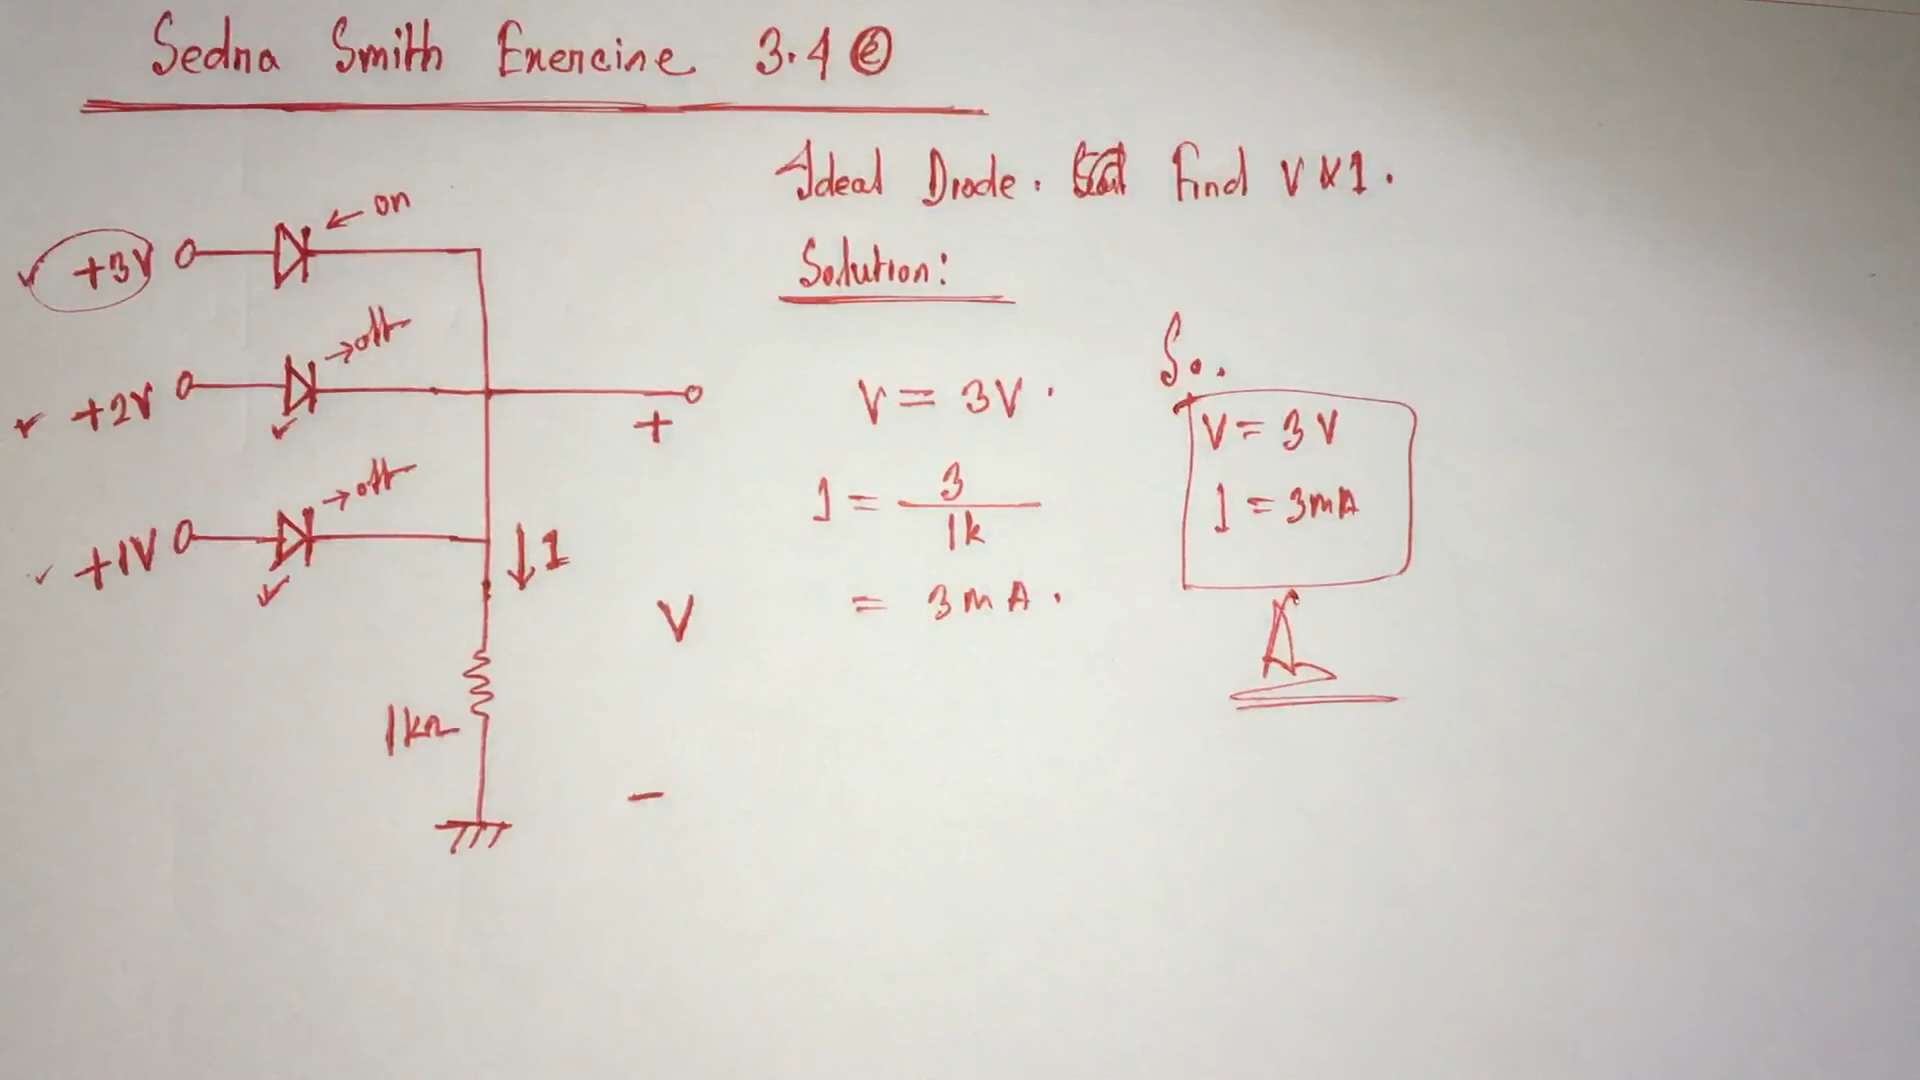 Sedra Smith Exercise 3.4 (e)
Ideal Diode. Find V & I.
Solution:
+3V
on
+2V
off
+1V
off
+
I
V
1kΩ
-
V = 3V.
I = 3/1k
= 3mA.
So.
V = 3V
I = 3mA
A